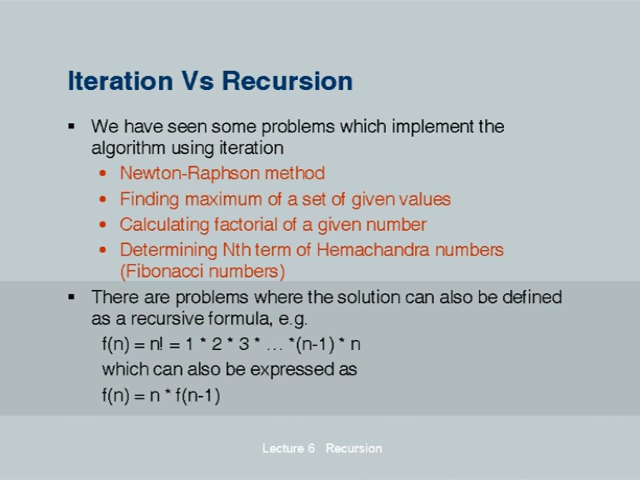 Iteration Vs Recursion
▪ We have seen some problems which implement the
algorithm using iteration
• Newton-Raphson method
• Finding maximum of a set of given values
• Calculating factorial of a given number
• Determining Nth term of Hemachandra numbers
(Fibonacci numbers)
▪ There are problems where the solution can also be defined
as a recursive formula, e.g.
f(n) = n! = 1 * 2 * 3 * … *(n-1) * n
which can also be expressed as
f(n) = n * f(n-1)
Lecture 6 Recursion